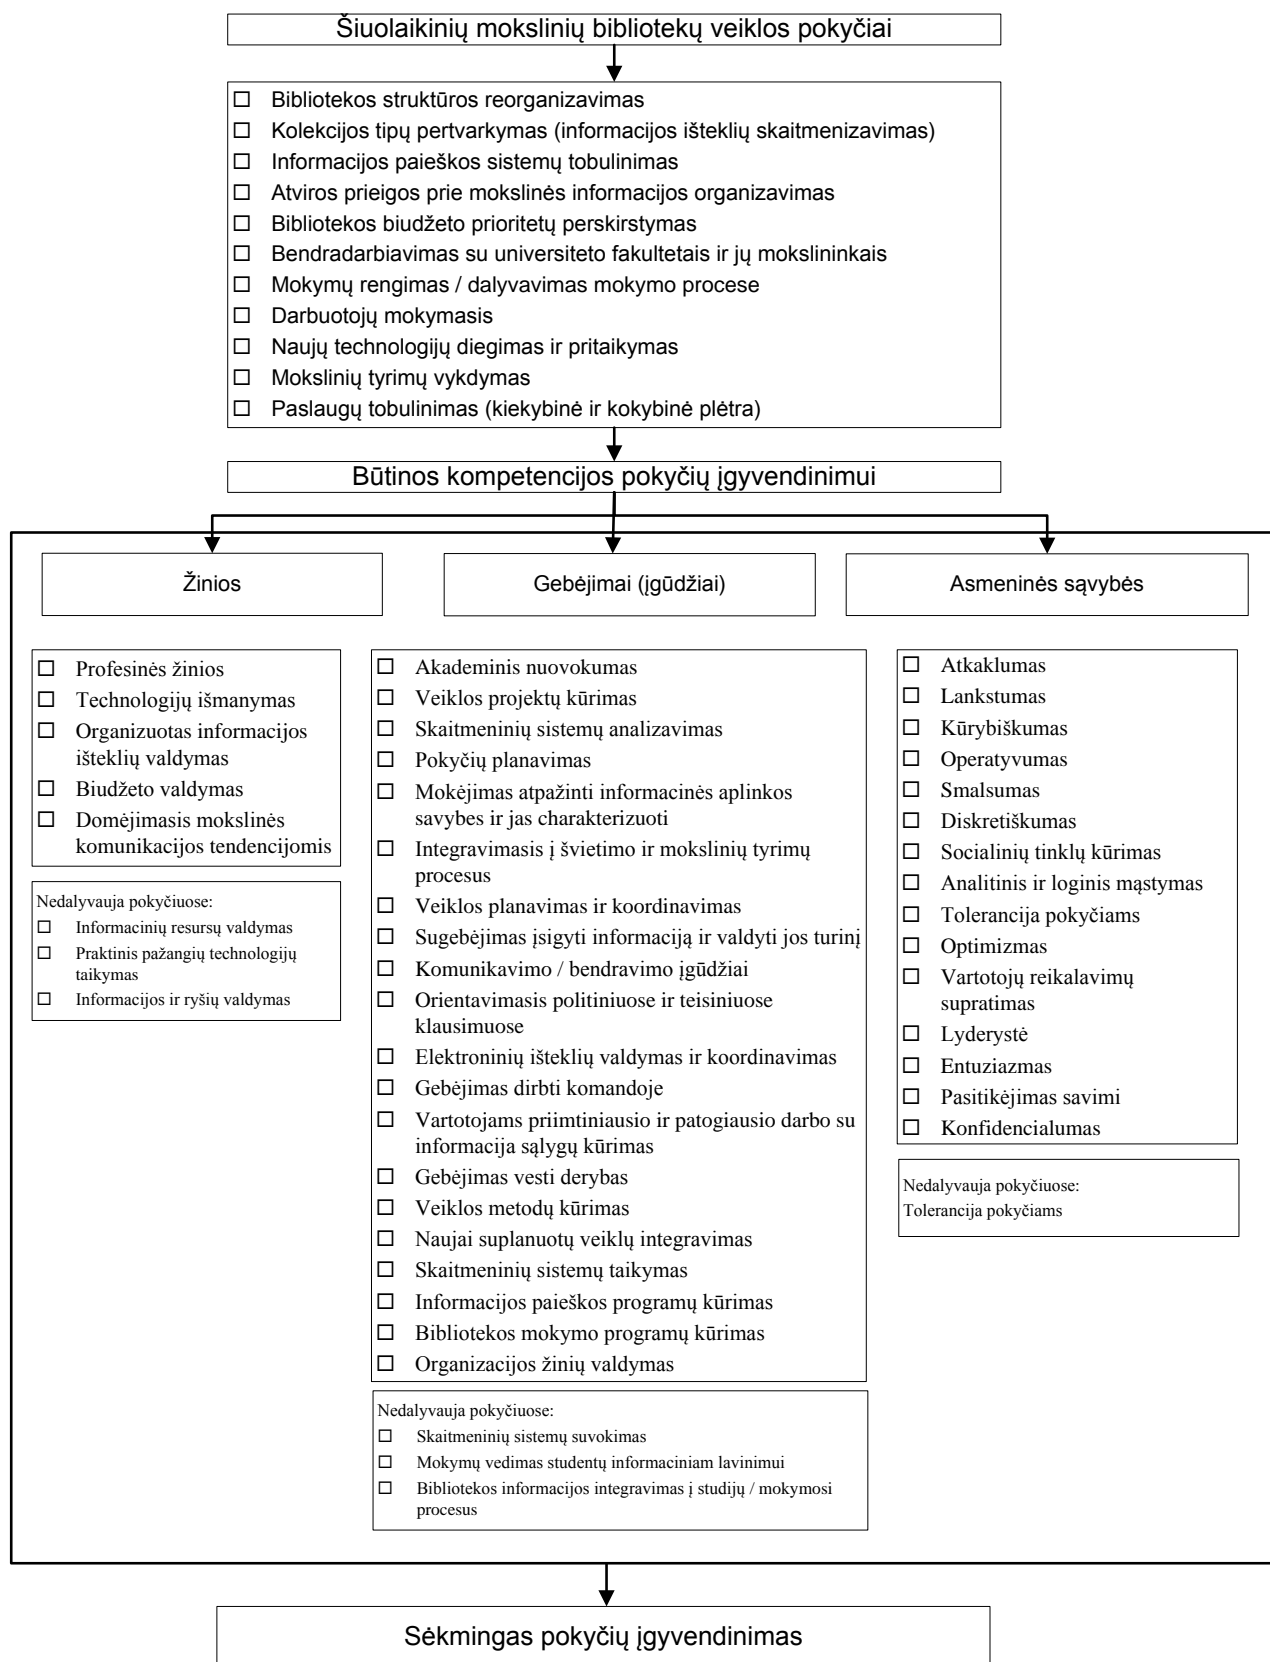 Šiuolaikinių mokslinių bibliotekų veiklos pokyčiai
Bibliotekos struktūros reorganizavimas
Kolekcijos tipų pertvarkymas (informacijos išteklių skaitmenizavimas)
Informacijos paieškos sistemų tobulinimas
Atviros prieigos prie mokslinės informacijos organizavimas
Bibliotekos biudžeto prioritetų perskirstymas
Bendradarbiavimas su universiteto fakultetais ir jų mokslininkais
Mokymų rengimas / dalyvavimas mokymo procese
Darbuotojų mokymasis
Naujų technologijų diegimas ir pritaikymas
Mokslinių tyrimų vykdymas
Paslaugų tobulinimas (kiekybinė ir kokybinė plėtra)
Būtinos kompetencijos pokyčių įgyvendinimui
Žinios
Profesinės žinios
Technologijų išmanymas
Organizuotas informacijos
išteklių valdymas
Biudžeto valdymas
Domėjimasis mokslinės
komunikacijos tendencijomis
Nedalyvauja pokyčiuose:
Informacinių resursų valdymas
Praktinis pažangių technologijų
taikymas
Informacijos ir ryšių valdymas
Gebėjimai (įgūdžiai)
Akademinis nuovokumas
Veiklos projektų kūrimas
Skaitmeninių sistemų analizavimas
Pokyčių planavimas
Mokėjimas atpažinti informacinės aplinkos
savybes ir jas charakterizuoti
Integravimasis į švietimo ir mokslinių tyrimų
procesus
Veiklos planavimas ir koordinavimas
Sugebėjimas įsigyti informaciją ir valdyti jos turinį
Komunikavimo / bendravimo įgūdžiai
Orientavimasis politiniuose ir teisiniuose
klausimuose
Elektroninių išteklių valdymas ir koordinavimas
Gebėjimas dirbti komandoje
Vartotojams priimtiniausio ir patogiausio darbo su
informacija sąlygų kūrimas
Gebėjimas vesti derybas
Veiklos metodų kūrimas
Naujai suplanuotų veiklų integravimas
Skaitmeninių sistemų taikymas
Informacijos paieškos programų kūrimas
Bibliotekos mokymo programų kūrimas
Organizacijos žinių valdymas
Nedalyvauja pokyčiuose:
Skaitmeninių sistemų suvokimas
Mokymų vedimas studentų informaciniam lavinimui
Bibliotekos informacijos integravimas į studijų / mokymosi
procesus
Asmeninės sąvybės
Atkaklumas
Lankstumas
Kūrybiškumas
Operatyvumas
Smalsumas
Diskretiškumas
Socialinių tinklų kūrimas
Analitinis ir loginis mąstymas
Tolerancija pokyčiams
Optimizmas
Vartotojų reikalavimų
supratimas
Lyderystė
Entuziazmas
Pasitikėjimas savimi
Konfidencialumas
Nedalyvauja pokyčiuose:
Tolerancija pokyčiams
Sėkmingas pokyčių įgyvendinimas